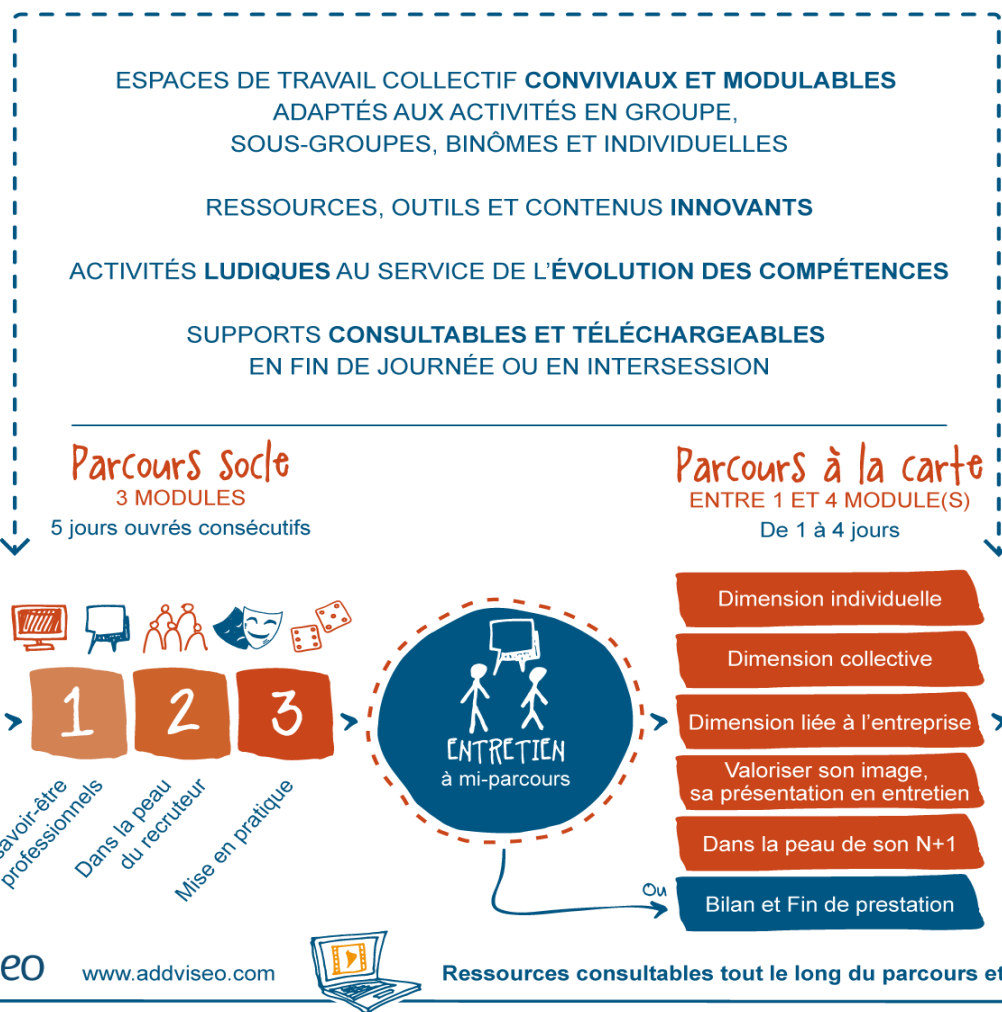 ESPACES DE TRAVAIL COLLECTIF CONVIVIAUX ET MODULABLES
ADAPTÉS AUX ACTIVITÉS EN GROUPE,
SOUS-GROUPES, BINÔMES ET INDIVIDUELLES
RESSOURCES, OUTILS ET CONTENUS INNOVANTS
ACTIVITÉS LUDIQUES AU SERVICE DE L'ÉVOLUTION DES COMPÉTENCES
SUPPORTS CONSULTABLES ET TÉLÉCHARGEABLES
EN FIN DE JOURNÉE OU EN INTERSESSION
Parcours socle
3 MODULES
5 jours ouvrés consécutifs
Parcours à la carte
ENTRE 1 ET 4 MODULE(S)
De 1 à 4 jours
1
2
3
savoir-être
professionnels
Dans la peau
du recruteur
Mise en pratique
ENTRETIEN
à mi-parcours
Dimension individuelle
Dimension collective
Dimension liée à l'entreprise
Valoriser son image,
sa présentation en entretien
Dans la peau de son N+1
Ou
Bilan et Fin de prestation
eo
www.addviseo.com
Ressources consultables tout le long du parcours et